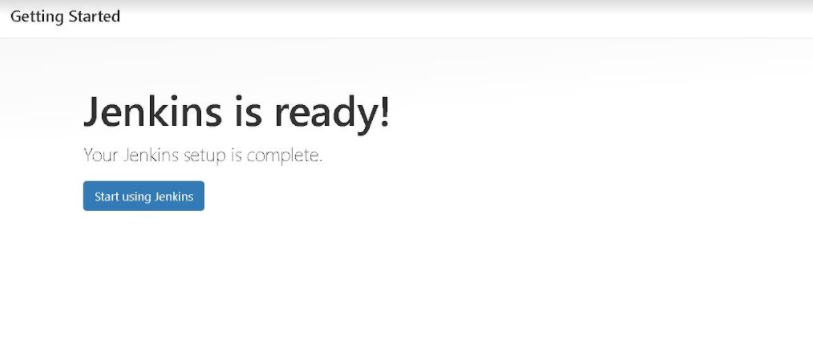 Getting Started
Jenkins is ready!
Your Jenkins setup is complete.
Start using Jenkins